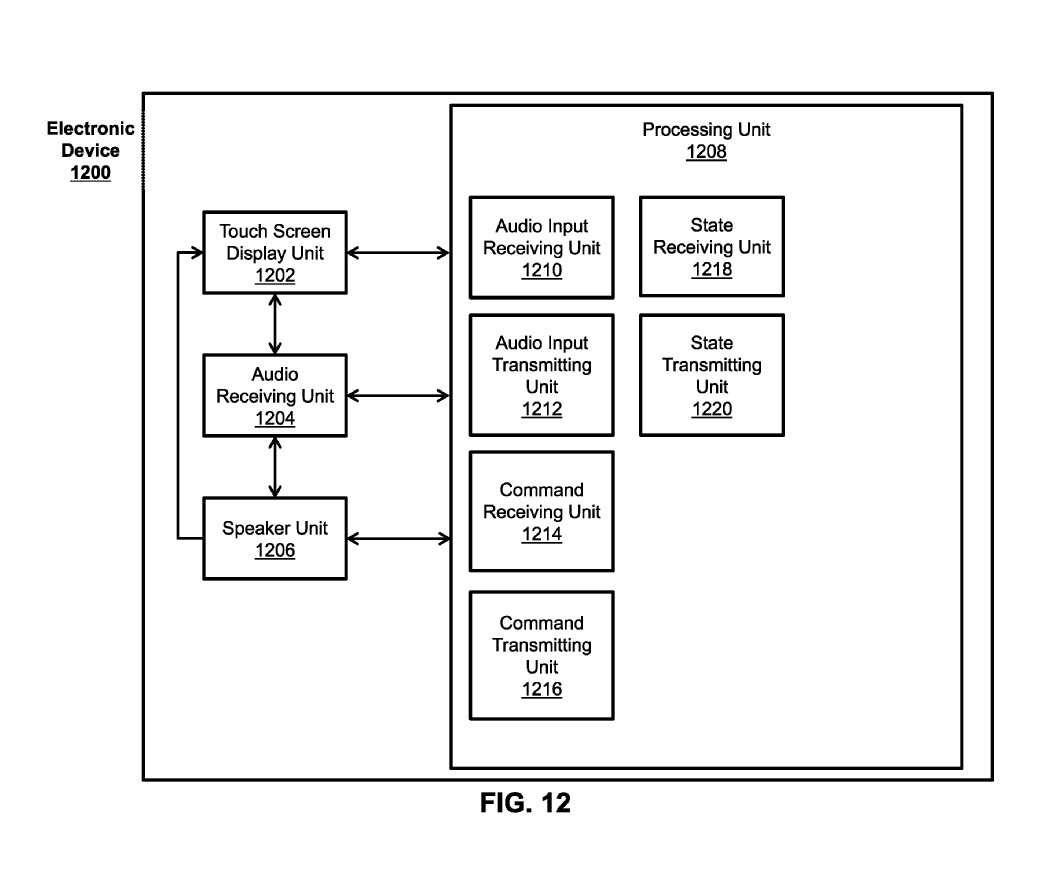 Electronic
Device
1200
Processing Unit
1208
Touch Screen
Display Unit
1202
Audio
Receiving Unit
1204
Speaker Unit
1206
Audio Input
Receiving Unit
1210
State
Receiving Unit
1218
Audio Input
Transmitting
Unit
1212
State
Transmitting
Unit
1220
Command
Receiving Unit
1214
Command
Transmitting
Unit
1216
FIG. 12